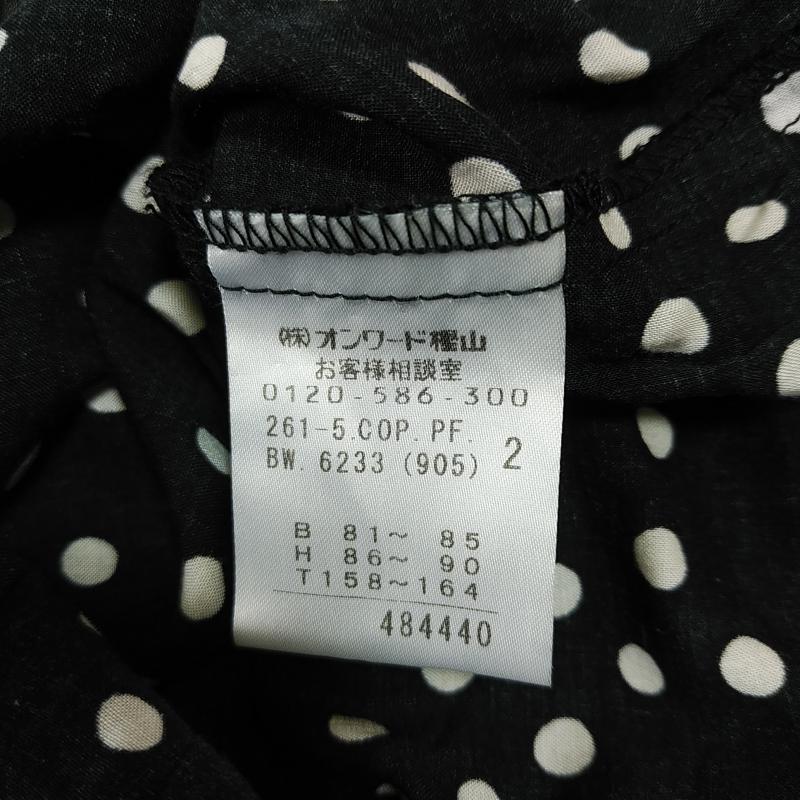 (株)オンワード樫山
お客様相談室
0120-586-300
261-5.COP.PF. 2
BW. 6233 (905)
B 81~ 85
H 86~ 90
T158~164
484440